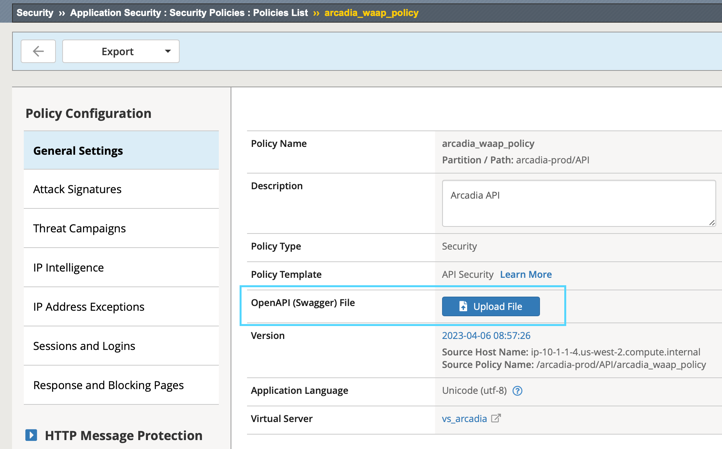 Security ›› Application Security : Security Policies : Policies List ›› arcadia_waap_policy
Export
Policy Configuration
General Settings
Attack Signatures
Threat Campaigns
IP Intelligence
IP Address Exceptions
Sessions and Logins
Response and Blocking Pages
HTTP Message Protection
Policy Name
arcadia_waap_policy
Partition / Path: arcadia-prod/API
Description
Arcadia API
Policy Type
Security
Policy Template
API Security Learn More
OpenAPI (Swagger) File
Upload File
Version
2023-04-06 08:57:26
Source Host Name: ip-10-1-1-4.us-west-2.compute.internal
Source Policy Name: /arcadia-prod/API/arcadia_waap_policy
Application Language
Unicode (utf-8) ?
Virtual Server
vs_arcadia